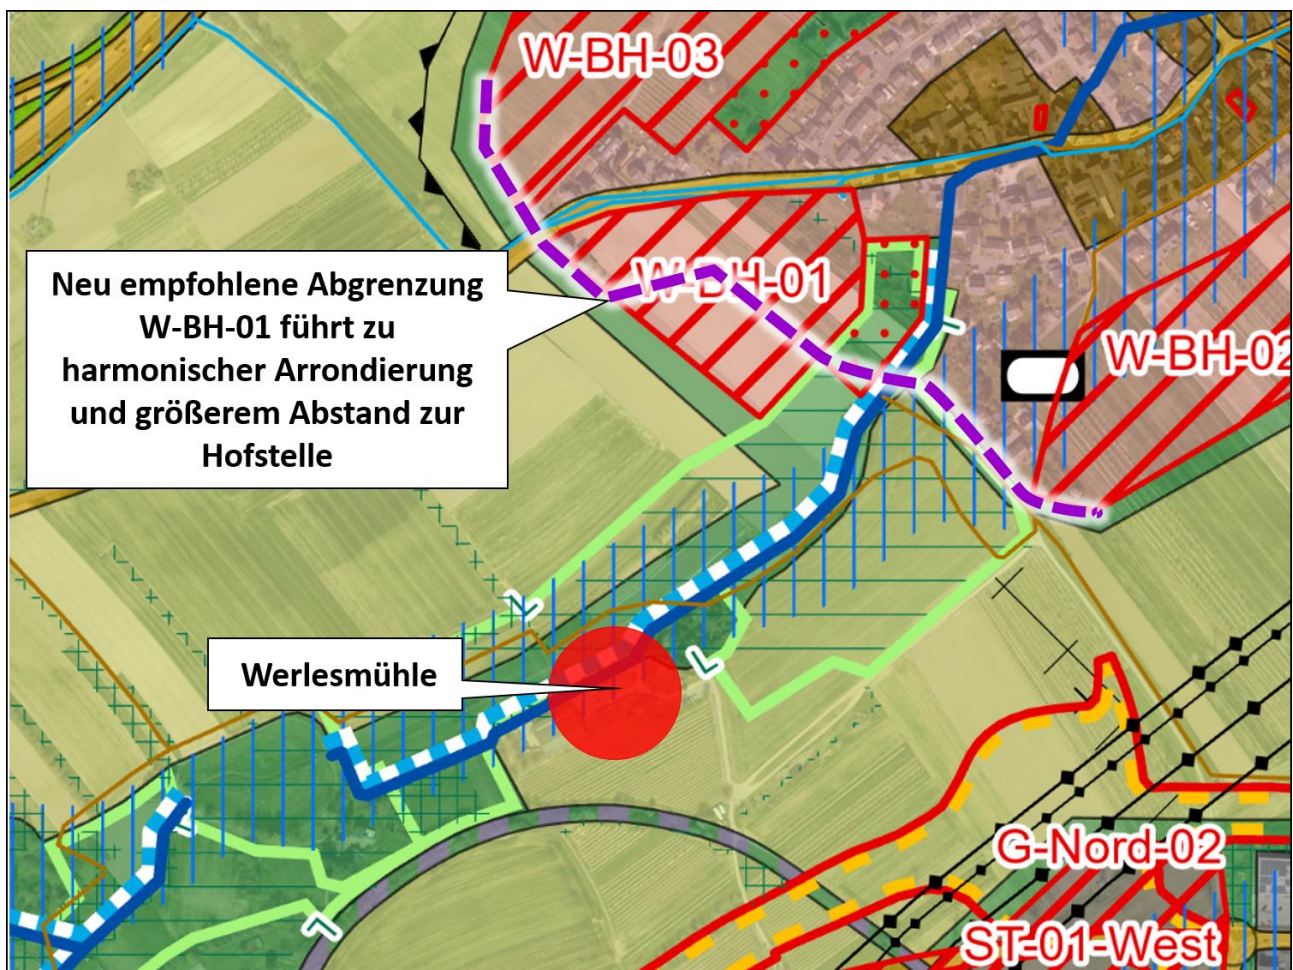 W-BH-03
Neu empfohlene Abgrenzung
W-BH-01 führt zu
harmonischer Arrondierung
und größerem Abstand zur
Hofstelle
W-BH-01
W-BH-02
Werlesmühle
G-Nord-02
ST-01-West